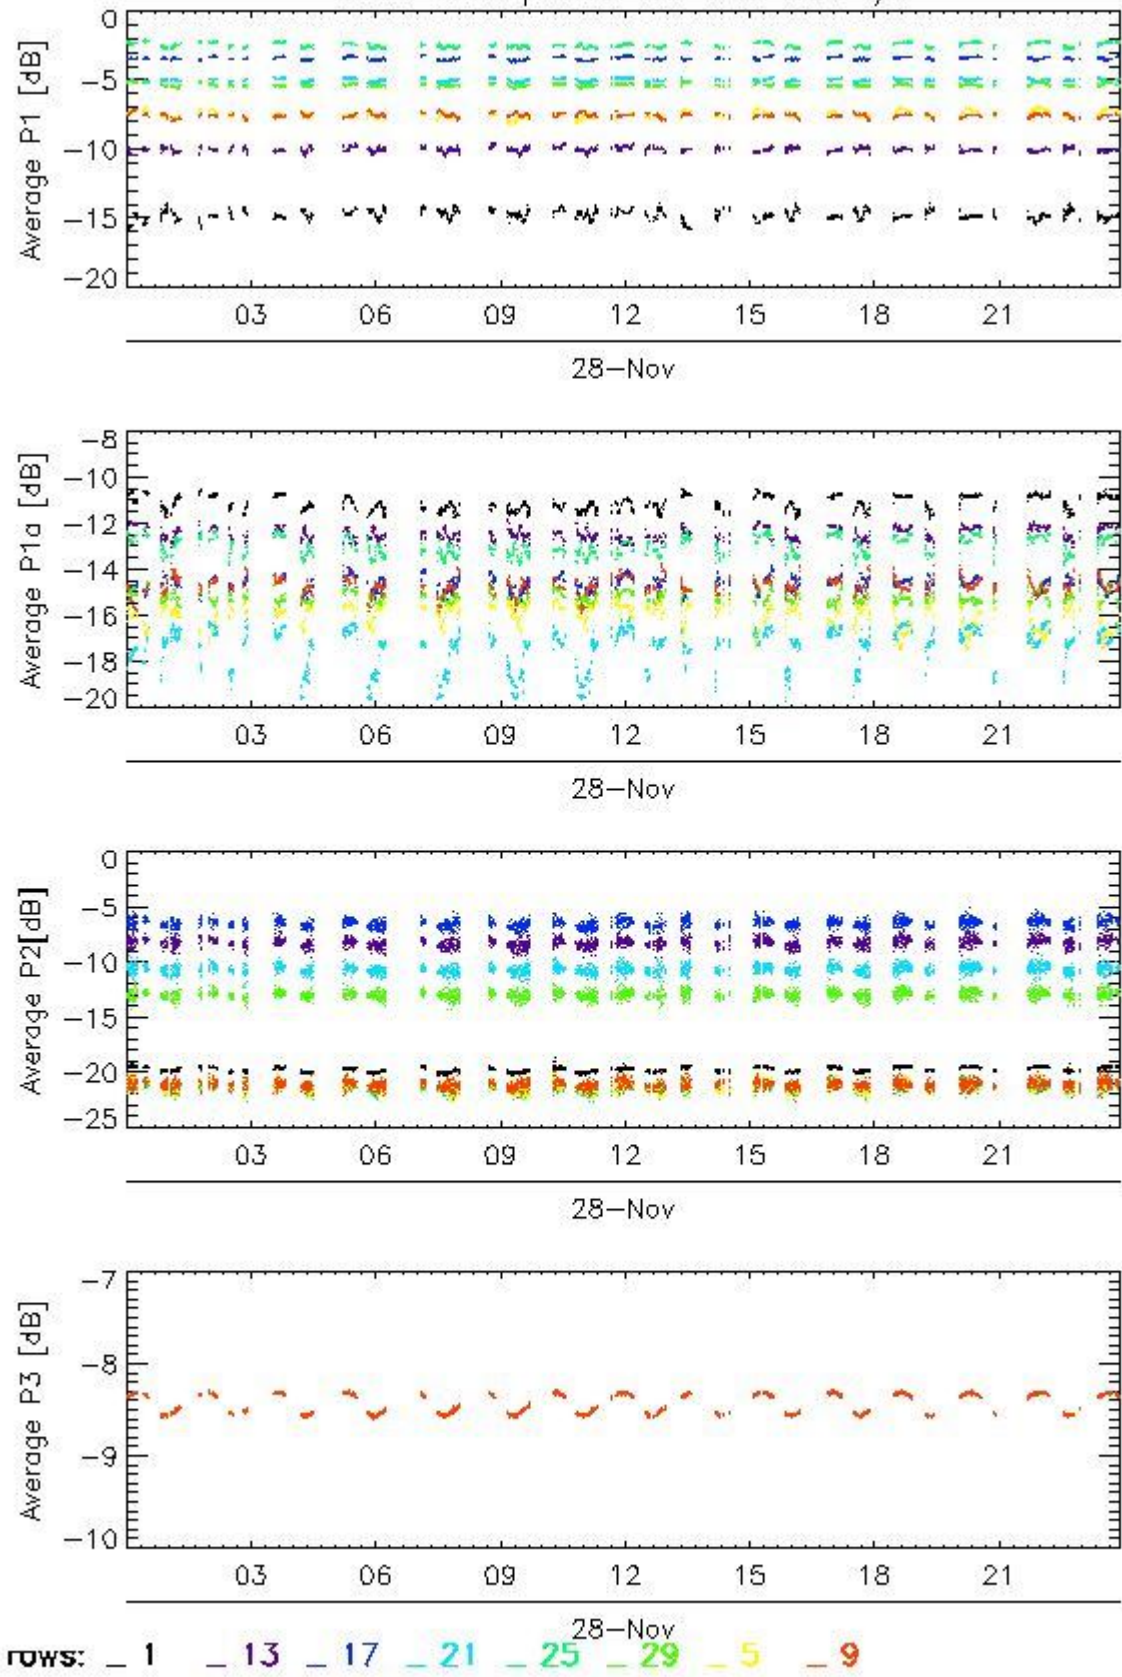 0
−5
−10
−15
−20
Average P1 [dB]
03 06 09 12 15 18 21
28−Nov
−8
−10
−12
−14
−16
−18
−20
Average P1a [dB]
03 06 09 12 15 18 21
28−Nov
0
−5
−10
−15
−20
−25
Average P2[dB]
03 06 09 12 15 18 21
28−Nov
−7
−8
−9
−10
Average P3 [dB]
03 06 09 12 15 18 21
28−Nov
rows: _ 1 _ 13 _ 17 _ 21 _ 25 _ 29 _ 5 _ 9